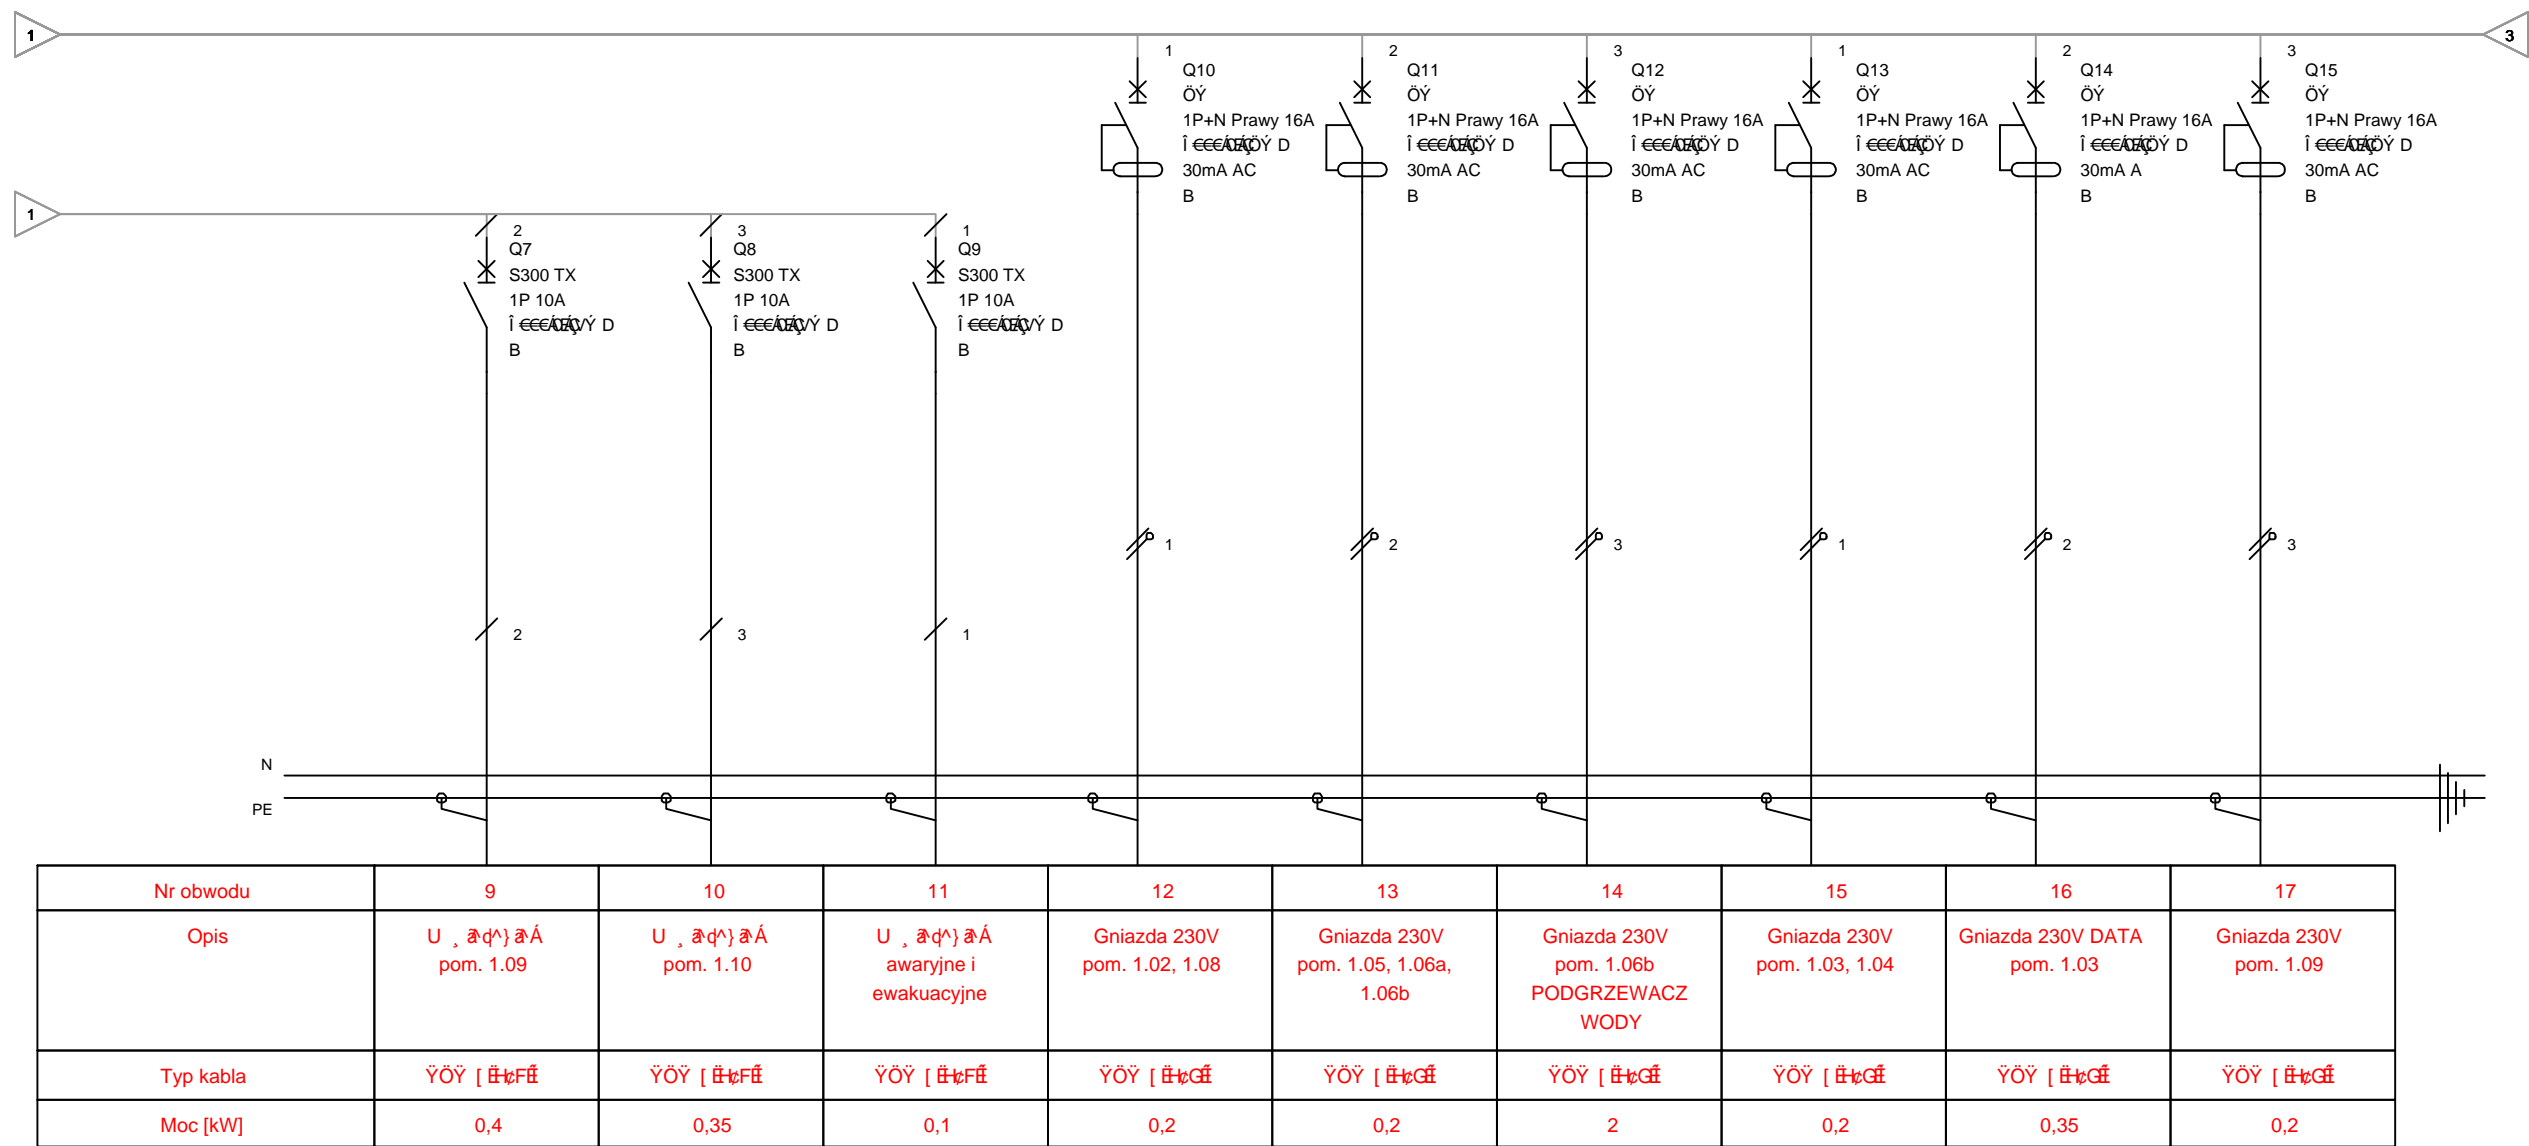 1
3
1 2 3 1 2 3
Q10 Q11 Q12 Q13 Q14 Q15
ÖÝ ÖÝ ÖÝ ÖÝ ÖÝ ÖÝ
1P+N Prawy 16A 1P+N Prawy 16A 1P+N Prawy 16A 1P+N Prawy 16A 1P+N Prawy 16A 1P+N Prawy 16A
30mA AC 30mA AC 30mA AC 30mA AC 30mA A 30mA AC
B B B B B B
1
2 3 1
Q7 Q8 Q9
S300 TX S300 TX S300 TX
1P 10A 1P 10A 1P 10A
B B B
1 2 3 1 2 3
2 3 1
N
PE
Nr obwodu 9 10 11 12 13 14 15 16 17
Opis
pom. 1.09
pom. 1.10
awaryjne i
ewakuacyjne
Gniazda 230V
pom. 1.02, 1.08
Gniazda 230V
pom. 1.05, 1.06a,
1.06b
Gniazda 230V
pom. 1.06b
PODGRZEWACZ
WODY
Gniazda 230V
pom. 1.03, 1.04
Gniazda 230V DATA
pom. 1.03
Gniazda 230V
pom. 1.09
Typ kabla
Moc [kW] 0,4 0,35 0,1 0,2 0,2 2 0,2 0,35 0,2